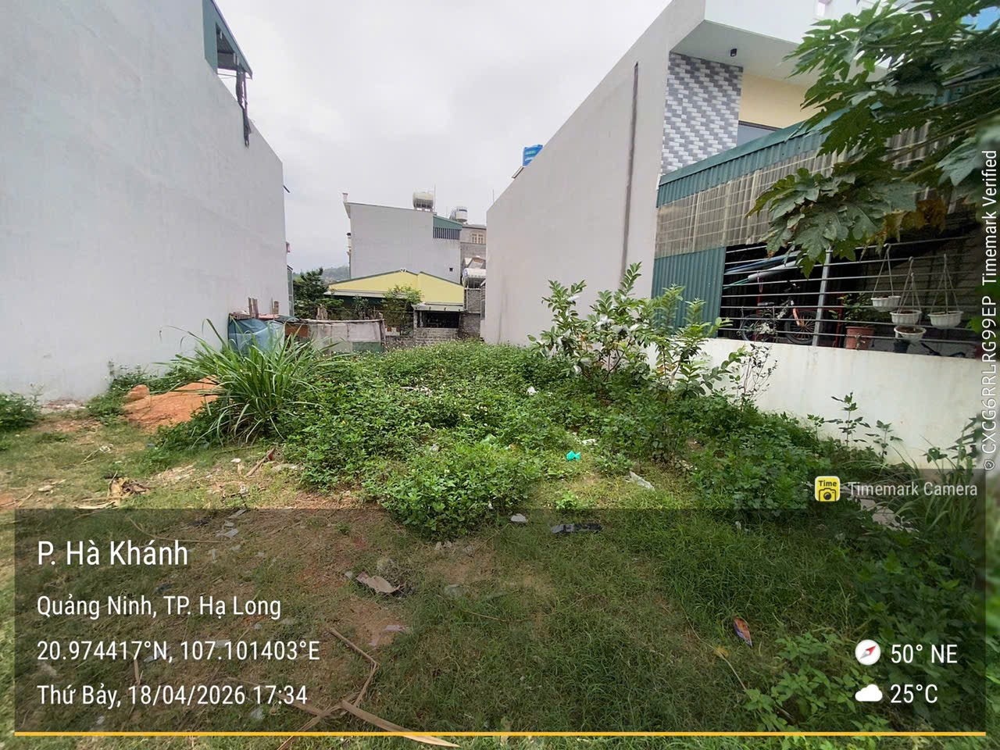 P. Hà Khánh
Quảng Ninh, TP. Hạ Long
20.974417°N, 107.101403°E
Thứ Bảy, 18/04/2026 17:34
Time
Timemark Camera
50° NE
25°C
© CXCG6RRLRG99EP Timemark Verified